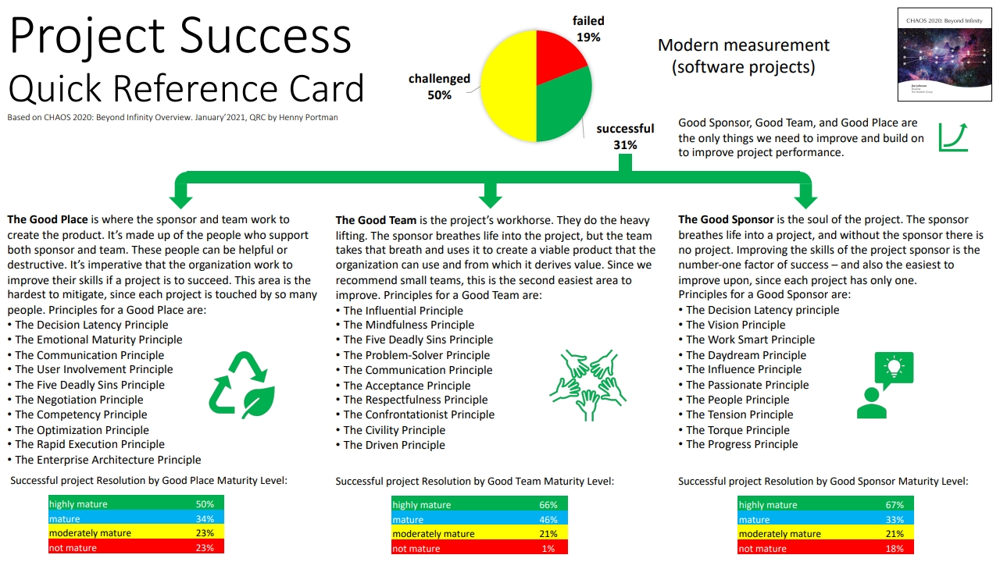 Project Success
Quick Reference Card
Based on CHAOS 2020: Beyond Infinity Overview. January’2021, QRC by Henny Portman
failed
19%
challenged
50%
successful
31%
Modern measurement
(software projects)
CHAOS 2020: Beyond Infinity
Good Sponsor, Good Team, and Good Place are
the only things we need to improve and build on
to improve project performance.
The Good Place is where the sponsor and team work to
create the product. It’s made up of the people who support
both sponsor and team. These people can be helpful or
destructive. It’s imperative that the organization work to
improve their skills if a project is to succeed. This area is the
hardest to mitigate, since each project is touched by so many
people. Principles for a Good Place are:
• The Decision Latency Principle
• The Emotional Maturity Principle
• The Communication Principle
• The User Involvement Principle
• The Five Deadly Sins Principle
• The Negotiation Principle
• The Competency Principle
• The Optimization Principle
• The Rapid Execution Principle
• The Enterprise Architecture Principle
Successful project Resolution by Good Place Maturity Level:
highly mature 50%
mature 34%
moderately mature 23%
not mature 23%
The Good Team is the project’s workhorse. They do the heavy
lifting. The sponsor breathes life into the project, but the team
takes that breath and uses it to create a viable product that the
organization can use and from which it derives value. Since we
recommend small teams, this is the second easiest area to
improve. Principles for a Good Team are:
• The Influential Principle
• The Mindfulness Principle
• The Five Deadly Sins Principle
• The Problem-Solver Principle
• The Communication Principle
• The Acceptance Principle
• The Respectfulness Principle
• The Confrontationist Principle
• The Civility Principle
• The Driven Principle
Successful project Resolution by Good Team Maturity Level:
highly mature 66%
mature 46%
moderately mature 21%
not mature 1%
The Good Sponsor is the soul of the project. The sponsor
breathes life into a project, and without the sponsor there is
no project. Improving the skills of the project sponsor is the
number-one factor of success – and also the easiest to
improve upon, since each project has only one.
Principles for a Good Sponsor are:
• The Decision Latency principle
• The Vision Principle
• The Work Smart Principle
• The Daydream Principle
• The Influence Principle
• The Passionate Principle
• The People Principle
• The Tension Principle
• The Torque Principle
• The Progress Principle
Successful project Resolution by Good Sponsor Maturity Level:
highly mature 67%
mature 33%
moderately mature 21%
not mature 18%